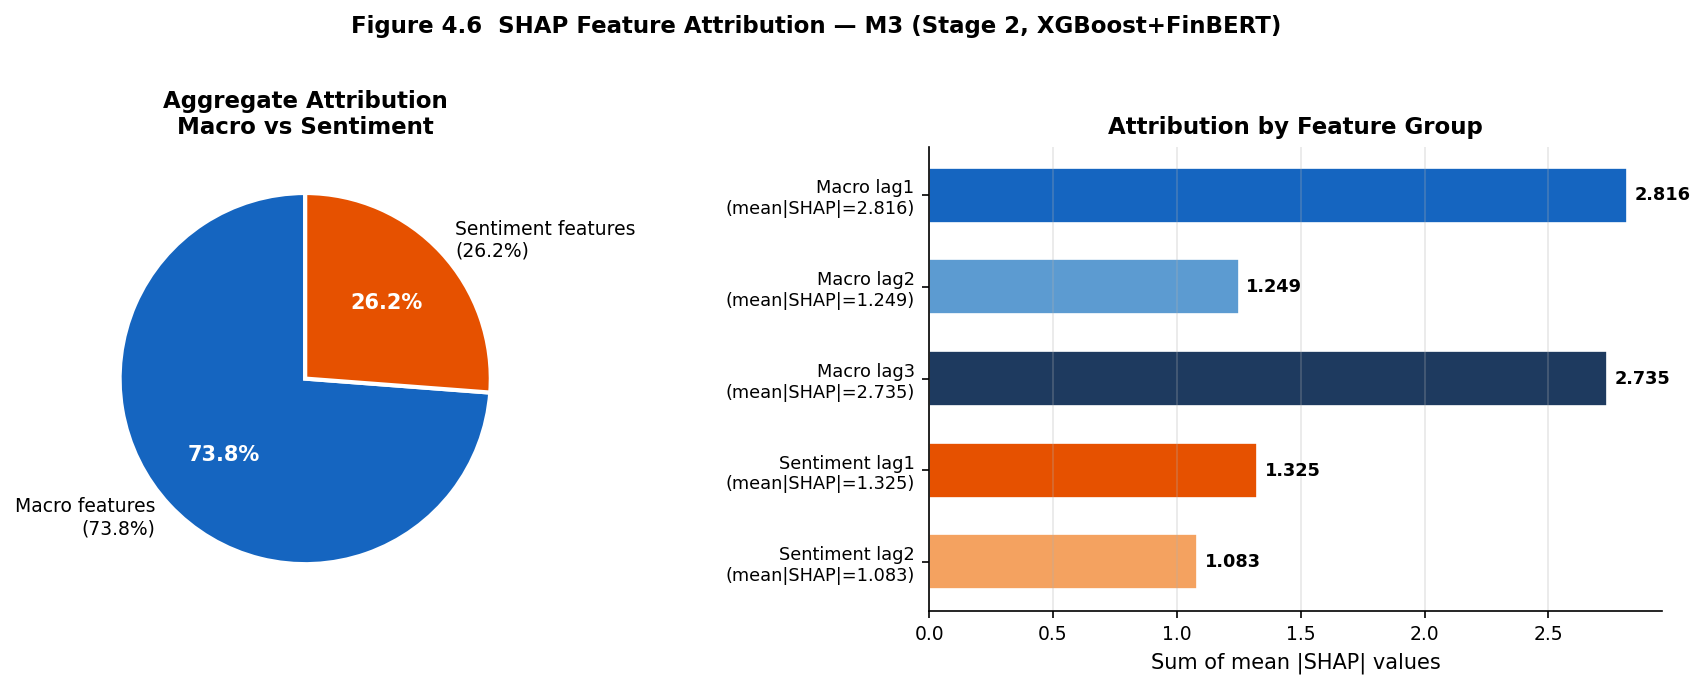 Figure 4.6  SHAP Feature Attribution — M3 (Stage 2, XGBoost+FinBERT)
Aggregate Attribution
Macro vs Sentiment
Sentiment features
(26.2%)
26.2%
73.8%
Macro features
(73.8%)
Attribution by Feature Group
Macro lag1
(mean|SHAP|=2.816)
2.816
Macro lag2
(mean|SHAP|=1.249)
1.249
Macro lag3
(mean|SHAP|=2.735)
2.735
Sentiment lag1
(mean|SHAP|=1.325)
1.325
Sentiment lag2
(mean|SHAP|=1.083)
1.083
0.0 0.5 1.0 1.5 2.0 2.5
Sum of mean |SHAP| values